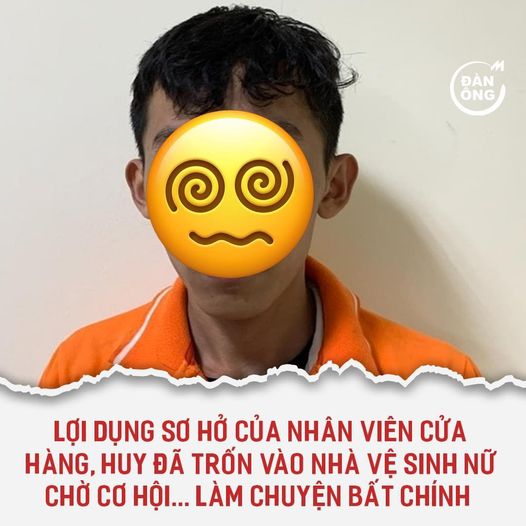 ĐÀN
ÔNG
LỢI DỤNG SƠ HỞ CỦA NHÂN VIÊN CỬA
HÀNG, HUY ĐÃ TRỐN VÀO NHÀ VỆ SINH NỮ
CHỜ CƠ HỘI... LÀM CHUYỆN BẤT CHÍNH